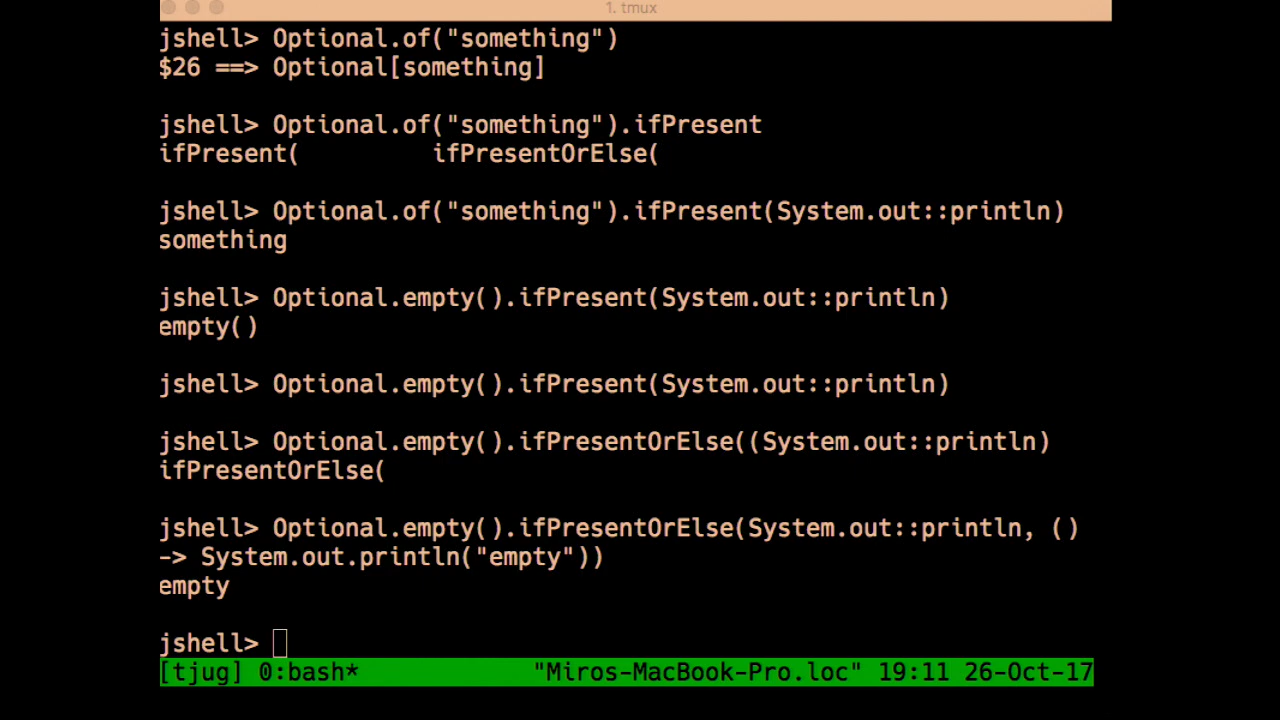 1. tmux
jshell> Optional.of("something")
$26 ==> Optional[something]
jshell> Optional.of("something").ifPresent
ifPresent(         ifPresentOrElse(
jshell> Optional.of("something").ifPresent(System.out::println)
something
jshell> Optional.empty().ifPresent(System.out::println)
empty()
jshell> Optional.empty().ifPresent(System.out::println)
jshell> Optional.empty().ifPresentOrElse((System.out::println)
ifPresentOrElse(
jshell> Optional.empty().ifPresentOrElse(System.out::println, ()
-> System.out.println("empty"))
empty
jshell>
[tjug] 0:bash*            "Miros-MacBook-Pro.loc" 19:11 26-Oct-17